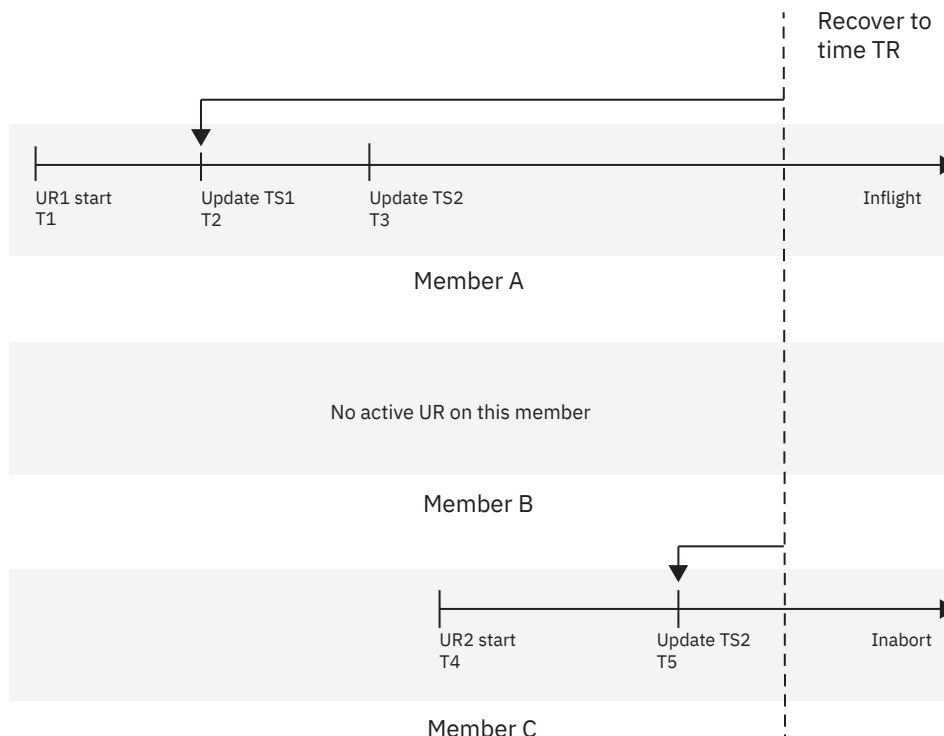 Recover to
time TR
UR1 start
T1
Update TS1
T2
Update TS2
T3
Inflight
Member A
No active UR on this member
Member B
UR2 start
T4
Update TS2
T5
Inabort
Member C